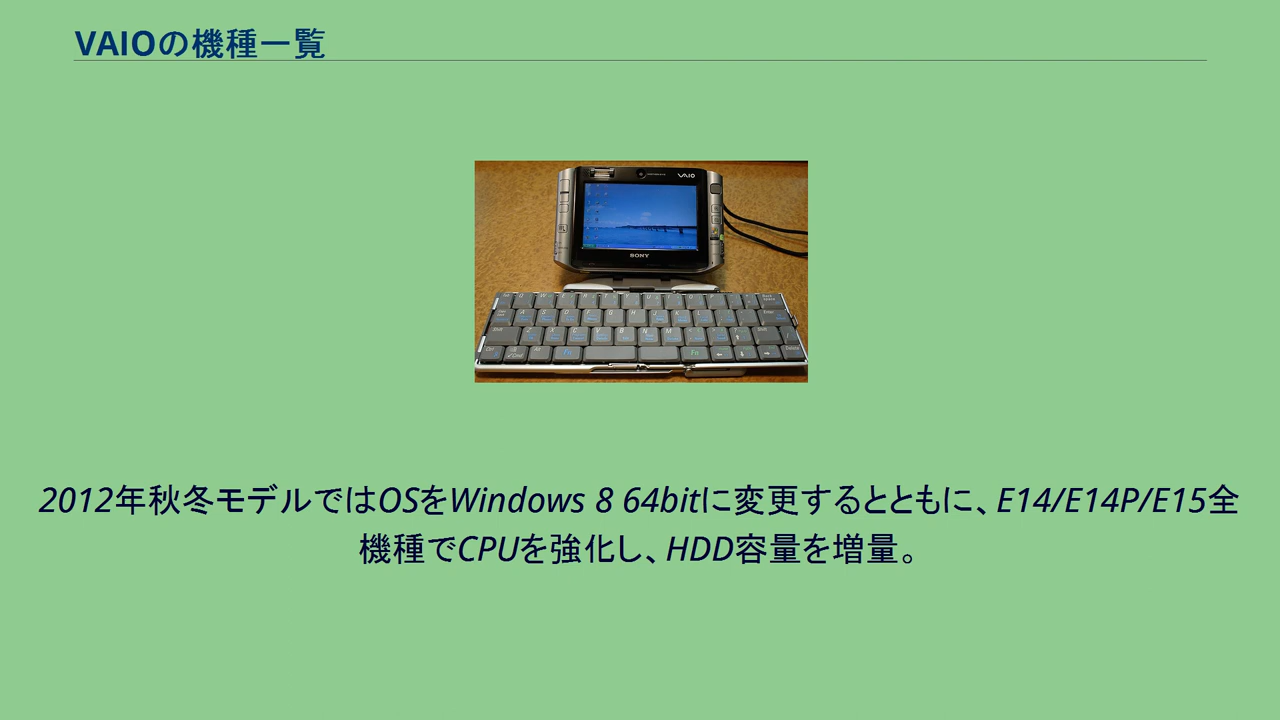 VAIOの機種一覧
VAIO
SONY
2012年秋冬モデルではOSをWindows 8 64bitに変更するとともに、E14/E14P/E15全
機種でCPUを強化し、HDD容量を増量。